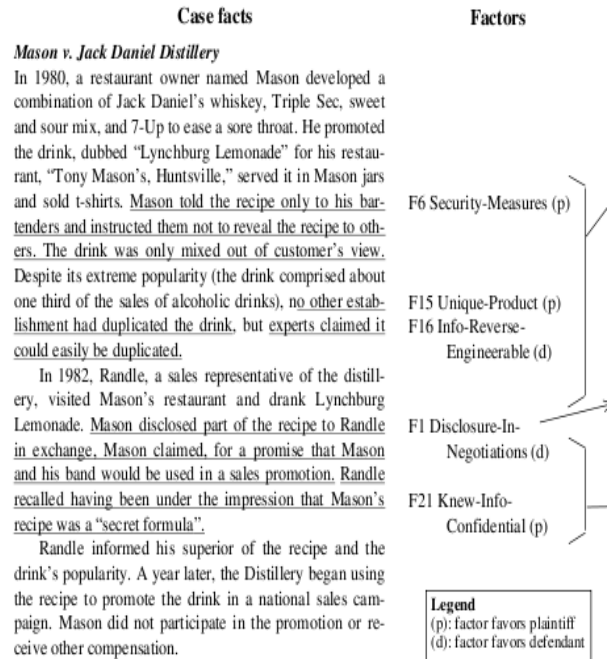 Case facts
Factors
Mason v. Jack Daniel Distillery
In 1980, a restaurant owner named Mason developed a
combination of Jack Daniel's whiskey, Triple Sec, sweet
and sour mix, and 7-Up to ease a sore throat. He promoted
the drink, dubbed “Lynchburg Lemonade” for his restau-
rant, “Tony Mason's, Huntsville,” served it in Mason jars
and sold t-shirts. Mason told the recipe only to his bar-
tenders and instructed them not to reveal the recipe to oth-
ers. The drink was only mixed out of customer's view.
Despite its extreme popularity (the drink comprised about
one third of the sales of alcoholic drinks), no other estab-
lishment had duplicated the drink, but experts claimed it
could easily be duplicated.
In 1982, Randle, a sales representative of the distill-
ery, visited Mason's restaurant and drank Lynchburg
Lemonade. Mason disclosed part of the recipe to Randle
in exchange, Mason claimed, for a promise that Mason
and his band would be used in a sales promotion. Randle
recalled having been under the impression that Mason's
recipe was a “secret formula”.
Randle informed his superior of the recipe and the
drink's popularity. A year later, the Distillery began using
the recipe to promote the drink in a national sales cam-
paign. Mason did not participate in the promotion or re-
ceive other compensation.
F6 Security-Measures (p)
F15 Unique-Product (p)
F16 Info-Reverse-
Engineerable (d)
F1 Disclosure-In-
Negotiations (d)
F21 Knew-Info-
Confidential (p)
Legend
(p): factor favors plaintiff
(d): factor favors defendant